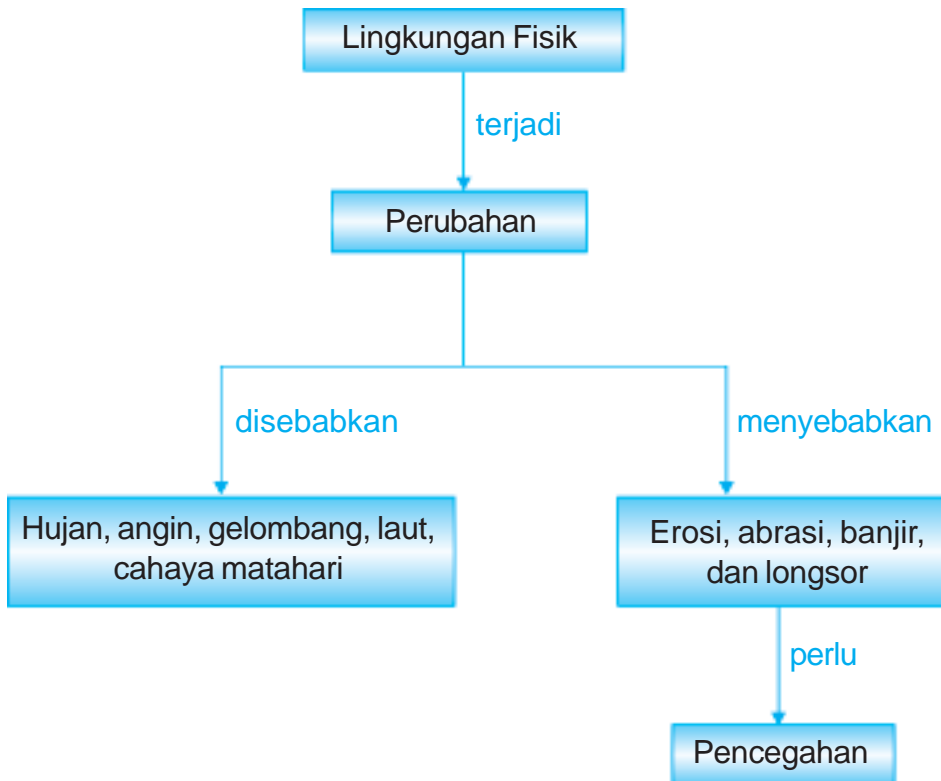 Lingkungan Fisik
terjadi
Perubahan
disebabkan
menyebabkan
Hujan, angin, gelombang, laut,
cahaya matahari
Erosi, abrasi, banjir,
dan longsor
perlu
Pencegahan